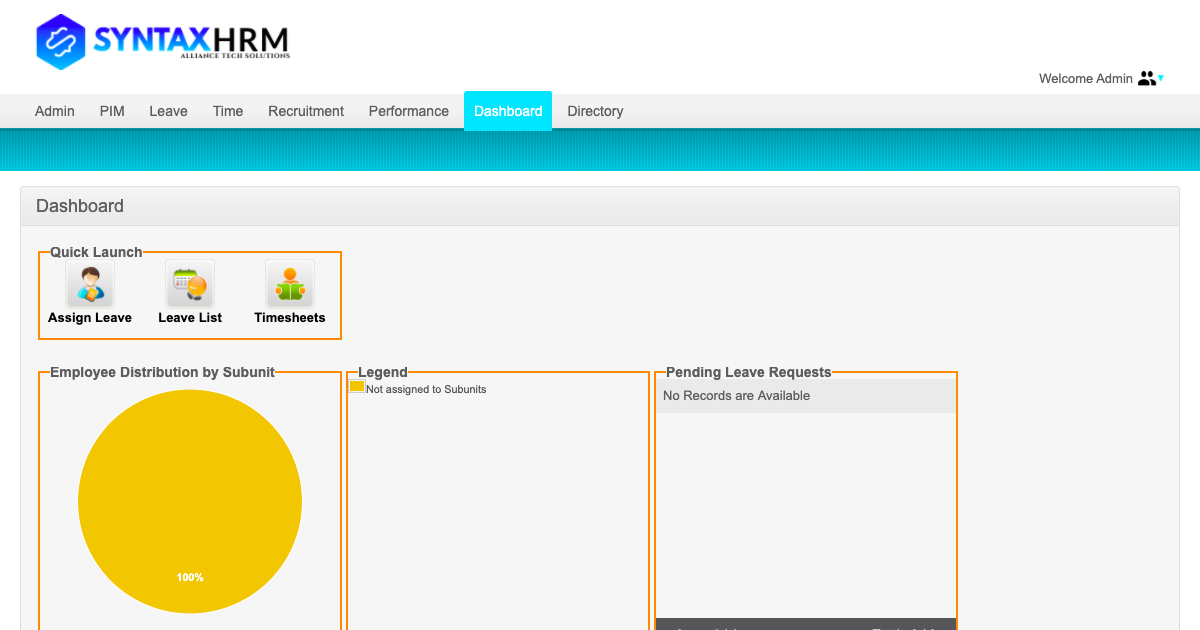 SYNTAXHRM
ALLIANCE TECH SOLUTIONS
Welcome Admin
Admin PIM Leave Time Recruitment Performance Dashboard Directory
Dashboard
Quick Launch
Assign Leave Leave List Timesheets
Employee Distribution by Subunit
100%
Legend
Not assigned to Subunits
Pending Leave Requests
No Records are Available